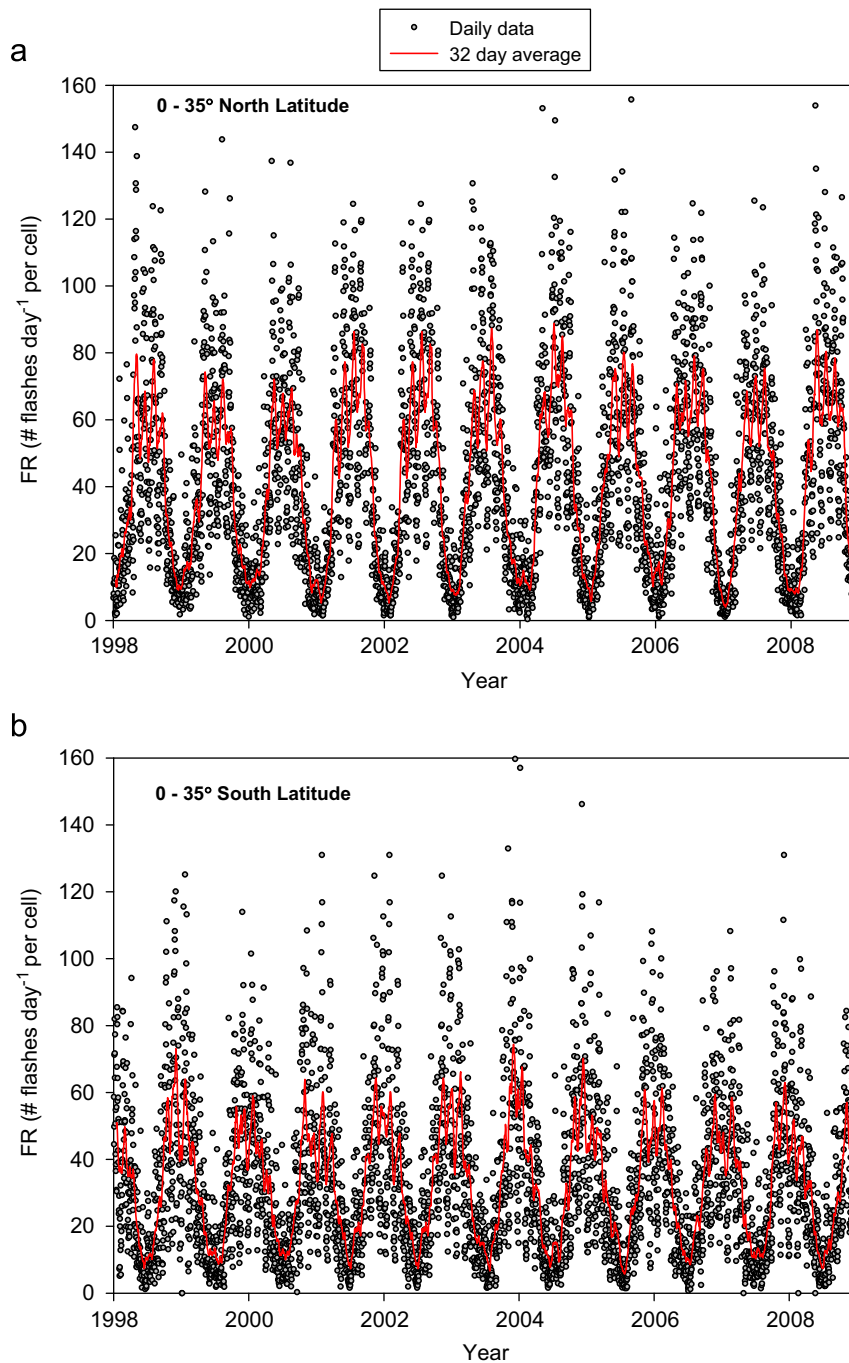 Daily data
32 day average
a
0 - 35º North Latitude
160
140
120
100
80
60
40
20
0
FR (# flashes day⁻¹ per cell)
1998 2000 2002 2004 2006 2008
Year
b
0 - 35º South Latitude
160
140
120
100
80
60
40
20
0
FR (# flashes day⁻¹ per cell)
1998 2000 2002 2004 2006 2008
Year